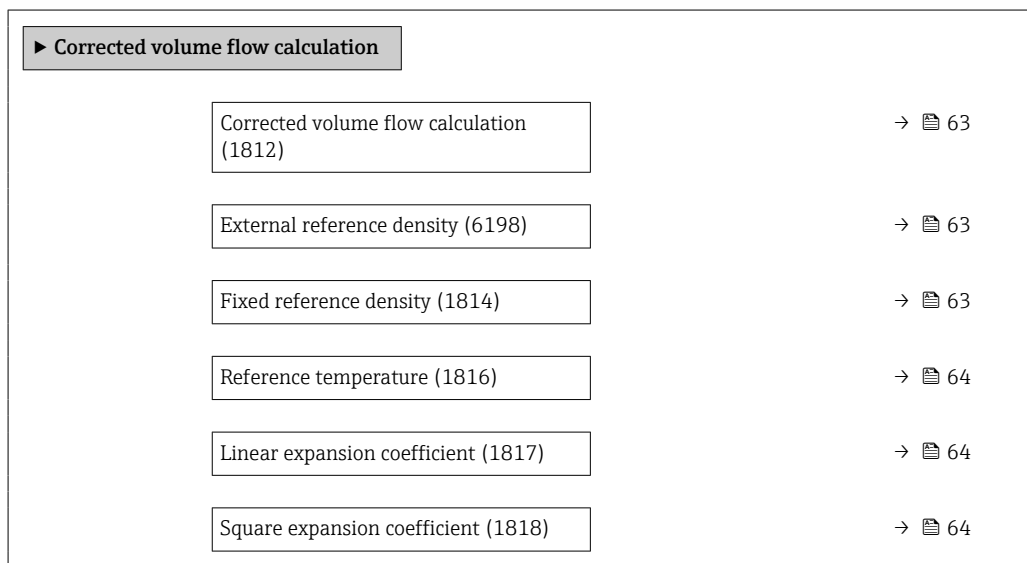 ▶ Corrected volume flow calculation
Corrected volume flow calculation
(1812)
→ 63
External reference density (6198)
→ 63
Fixed reference density (1814)
→ 63
Reference temperature (1816)
→ 64
Linear expansion coefficient (1817)
→ 64
Square expansion coefficient (1818)
→ 64